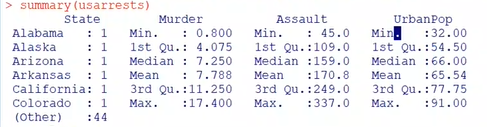 > summary(usarrests)
State Murder Assault UrbanPop
Alabama : 1 Min. : 0.800 Min. : 45.0 Min. :32.00
Alaska : 1 1st Qu.: 4.075 1st Qu.:109.0 1st Qu.:54.50
Arizona : 1 Median : 7.250 Median :159.0 Median :66.00
Arkansas : 1 Mean : 7.788 Mean :170.8 Mean :65.54
California: 1 3rd Qu.:11.250 3rd Qu.:249.0 3rd Qu.:77.75
Colorado : 1 Max. :17.400 Max. :337.0 Max. :91.00
(Other) :44